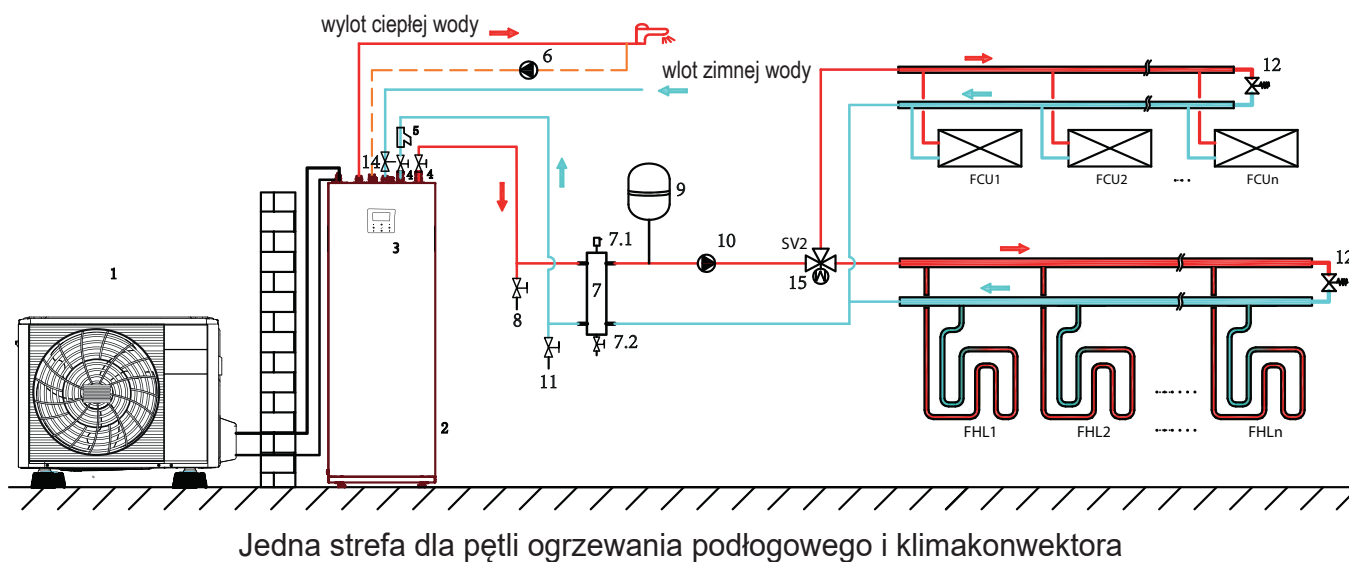 wylot ciepłej wody
6
wlot zimnej wody
12
5
14
4
4
FCU1
FCU2
....
FCUn
9
7.1
10
SV2
15
12
3
1
7
8
7.2
11
2
FHL1
FHL2
......
......
FHLn
Jedna strefa dla pętli ogrzewania podłogowego i klimakonwektora